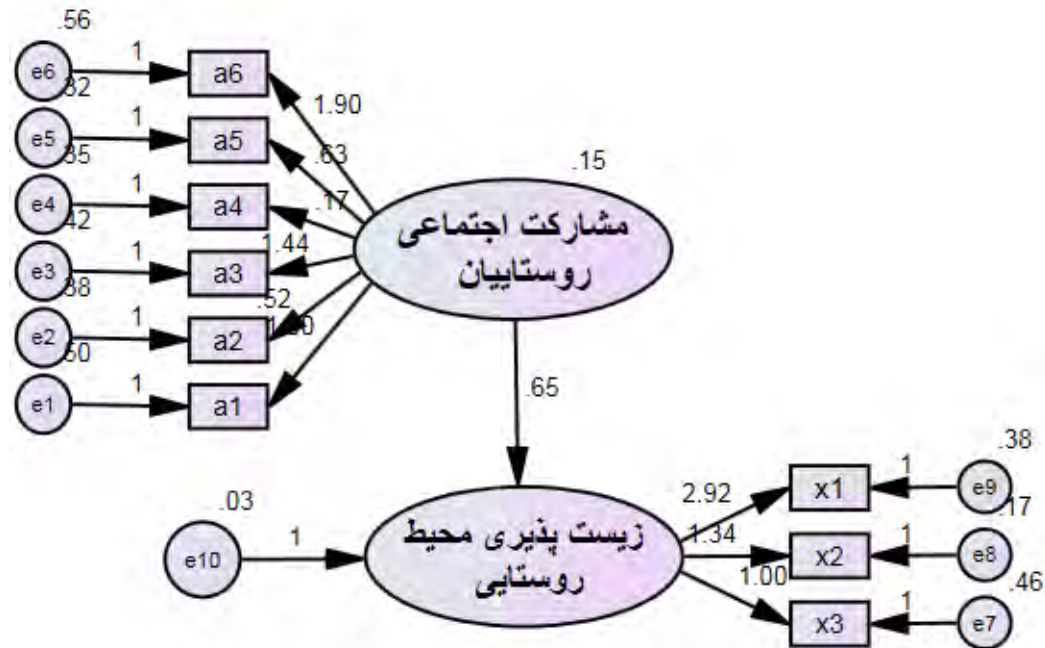 .56
e6 1 a6
1.90
.32
e5 1 a5
.63
.15
.35
e4 1 a4
.17
مشارکت اجتماعی
روستاییان
.42
e3 1 a3
1.44
.38
e2 1 a2
.52
.50
e1 1 a1
.65
.03
e10 1
زیست پذیری محیط
روستایی
.38
2.92 x1 1 e9
.17
1.34 x2 1 e8
.46
1.00 x3 1 e7